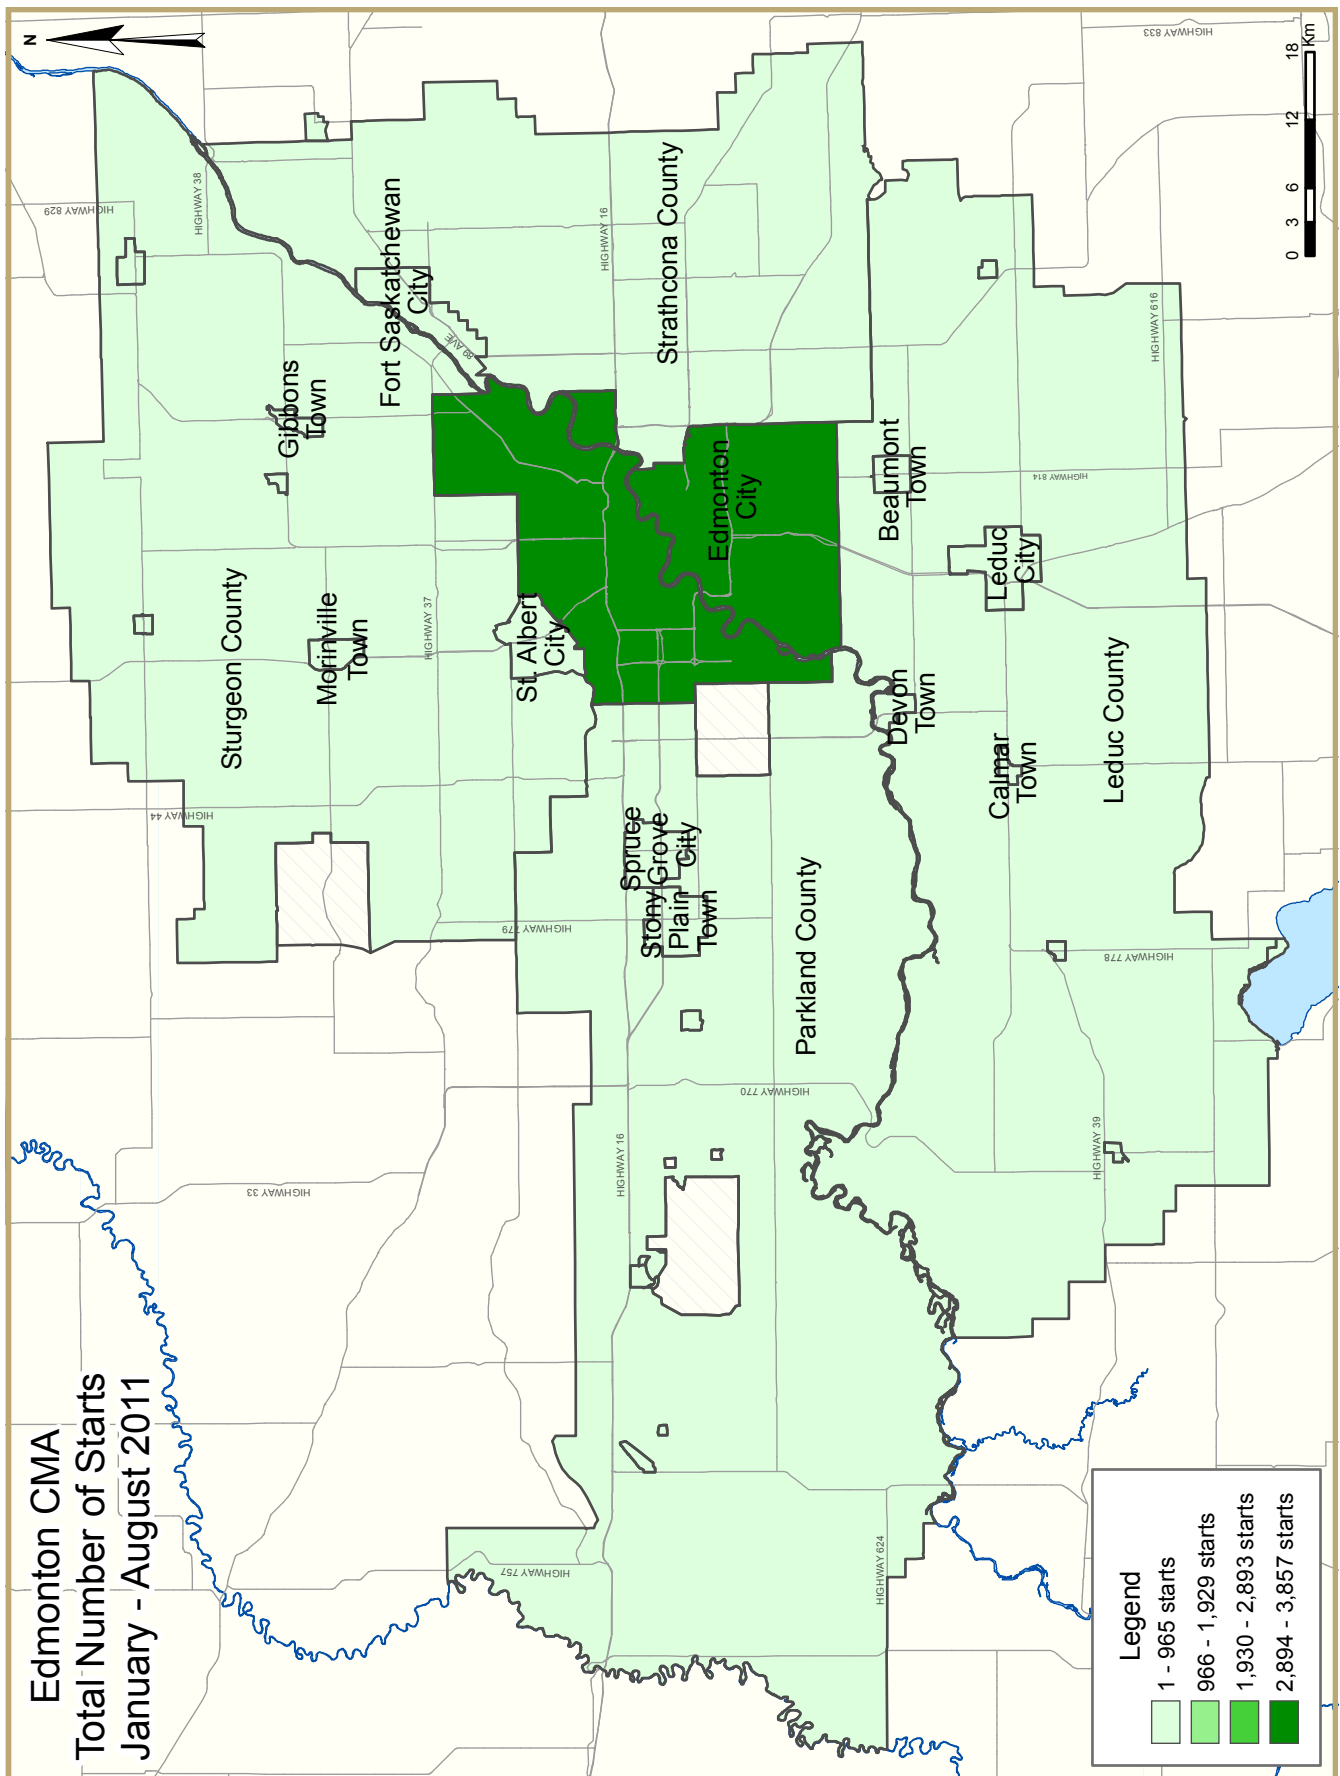 Edmonton CMA
Total Number of Starts
January - August 2011
N
HIGHWAY 829
HIGHWAY 38
HIGHWAY 833
Gibbons
Town
Fort Saskatchewan
City
89 AVE
HIGHWAY 16
Strathcona County
Sturgeon County
Morinville
Town
HIGHWAY 37
St. Albert
City
HIGHWAY 44
Edmonton
City
Beaumont
Town
HIGHWAY 814
HIGHWAY 616
Leduc
City
HIGHWAY 779
Spruce
Grove
City
Stony
Plain
Town
Devon
Town
Calmar
Town
Leduc County
Parkland County
HIGHWAY 770
HIGHWAY 778
HIGHWAY 33
HIGHWAY 16
HIGHWAY 39
HIGHWAY 757
HIGHWAY 624
Legend
1 - 965 starts
966 - 1,929 starts
1,930 - 2,893 starts
2,894 - 3,857 starts
0 3 6 12 18
Km